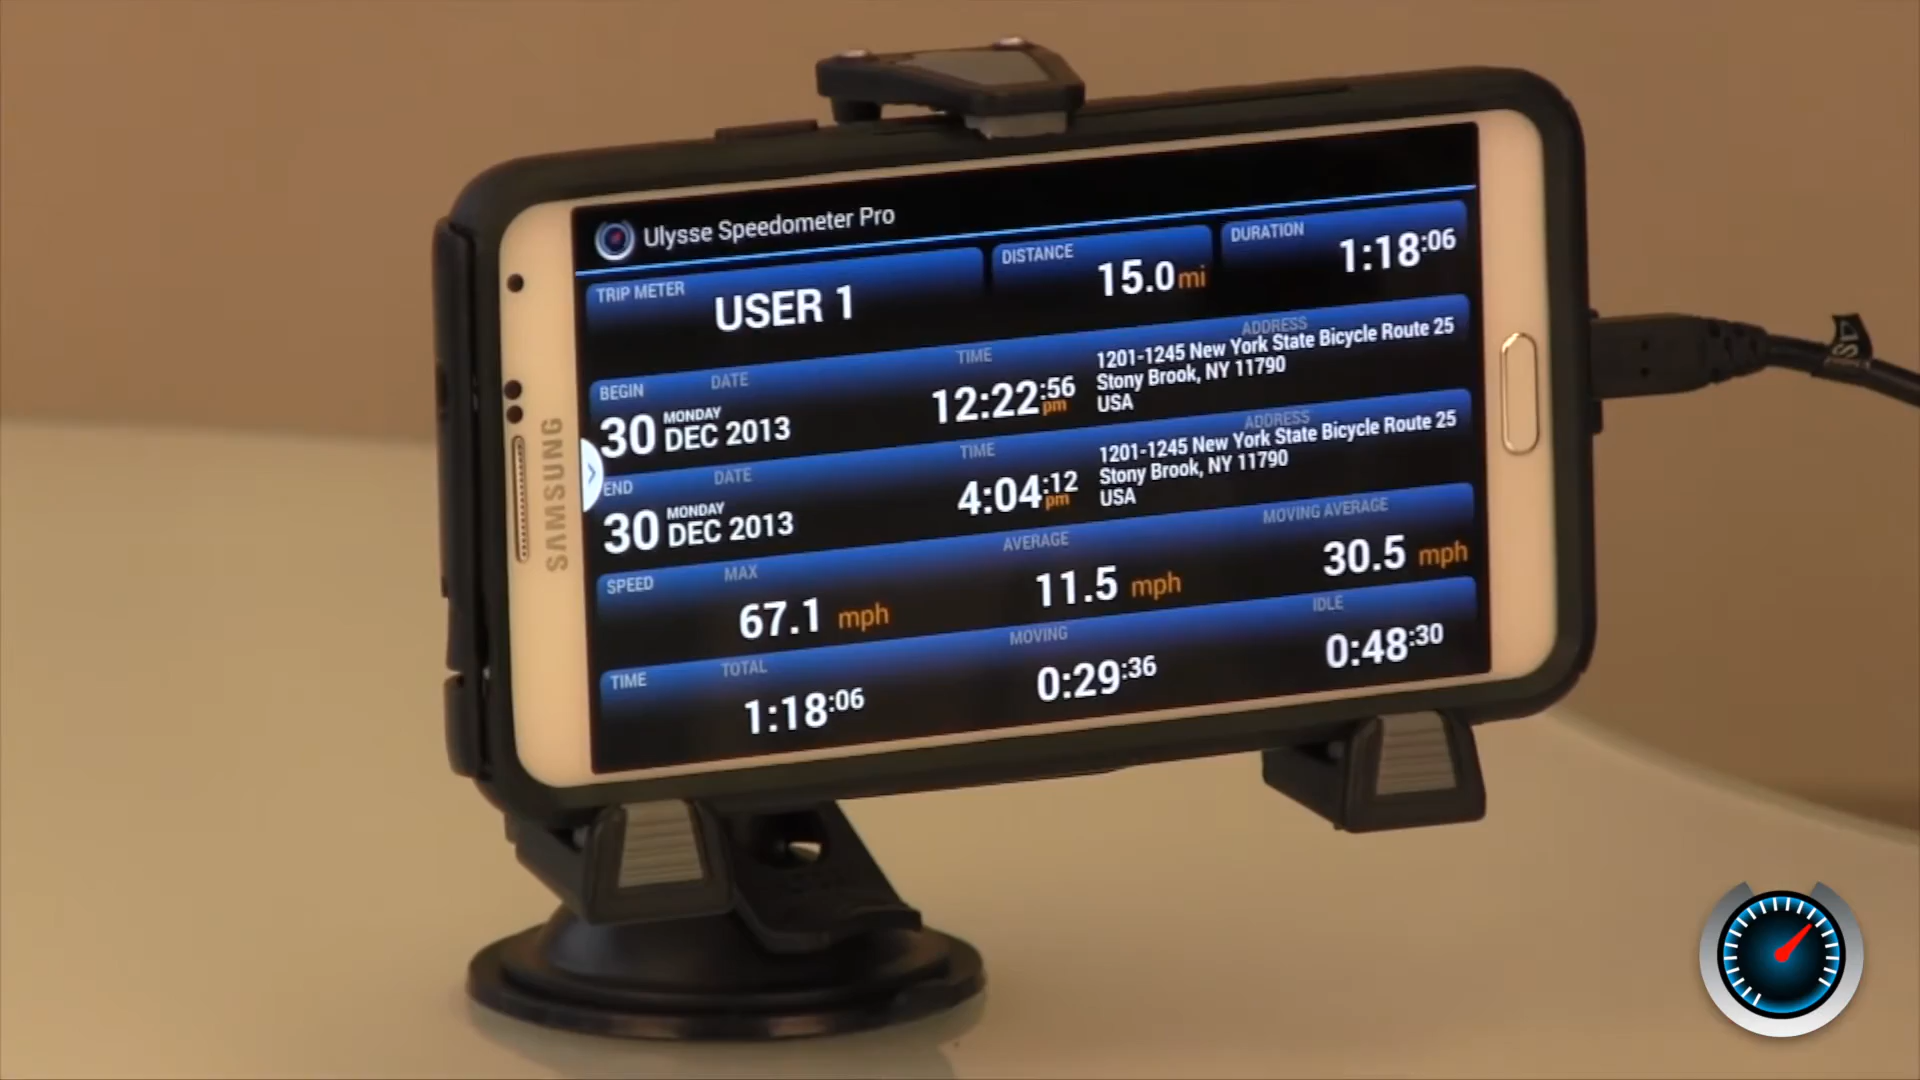 Ulysse Speedometer Pro
TRIP METER
USER 1
DISTANCE
15.0 mi
DURATION
1:18:06
BEGIN
DATE
30 MONDAY
DEC 2013
TIME
12:22:56 pm
ADDRESS
1201-1245 New York State Bicycle Route 25
Stony Brook, NY 11790
USA
END
DATE
30 MONDAY
DEC 2013
TIME
4:04:12 pm
ADDRESS
1201-1245 New York State Bicycle Route 25
Stony Brook, NY 11790
USA
SPEED
MAX
67.1 mph
AVERAGE
11.5 mph
MOVING AVERAGE
30.5 mph
TIME
TOTAL
1:18:06
MOVING
0:29:36
IDLE
0:48:30
SAMSUNG